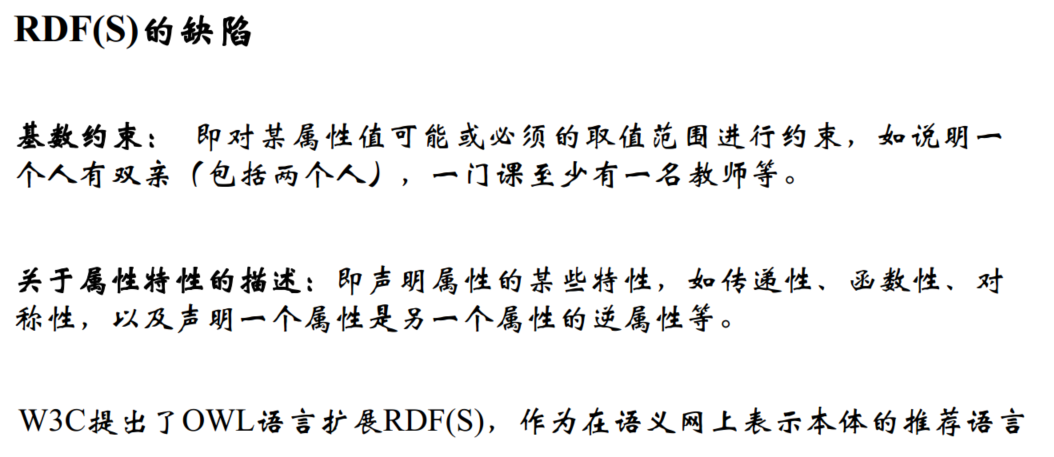 RDF(S)的缺陷
基数约束： 即对某属性值可能或必须的取值范围进行约束，如说明一
个人有双亲（包括两个人），一门课至少有一名教师等。
关于属性特性的描述：即声明属性的某些特性，如传递性、函数性、对
称性，以及声明一个属性是另一个属性的逆属性等。
W3C提出了OWL语言扩展RDF(S)，作为在语义网上表示本体的推荐语言